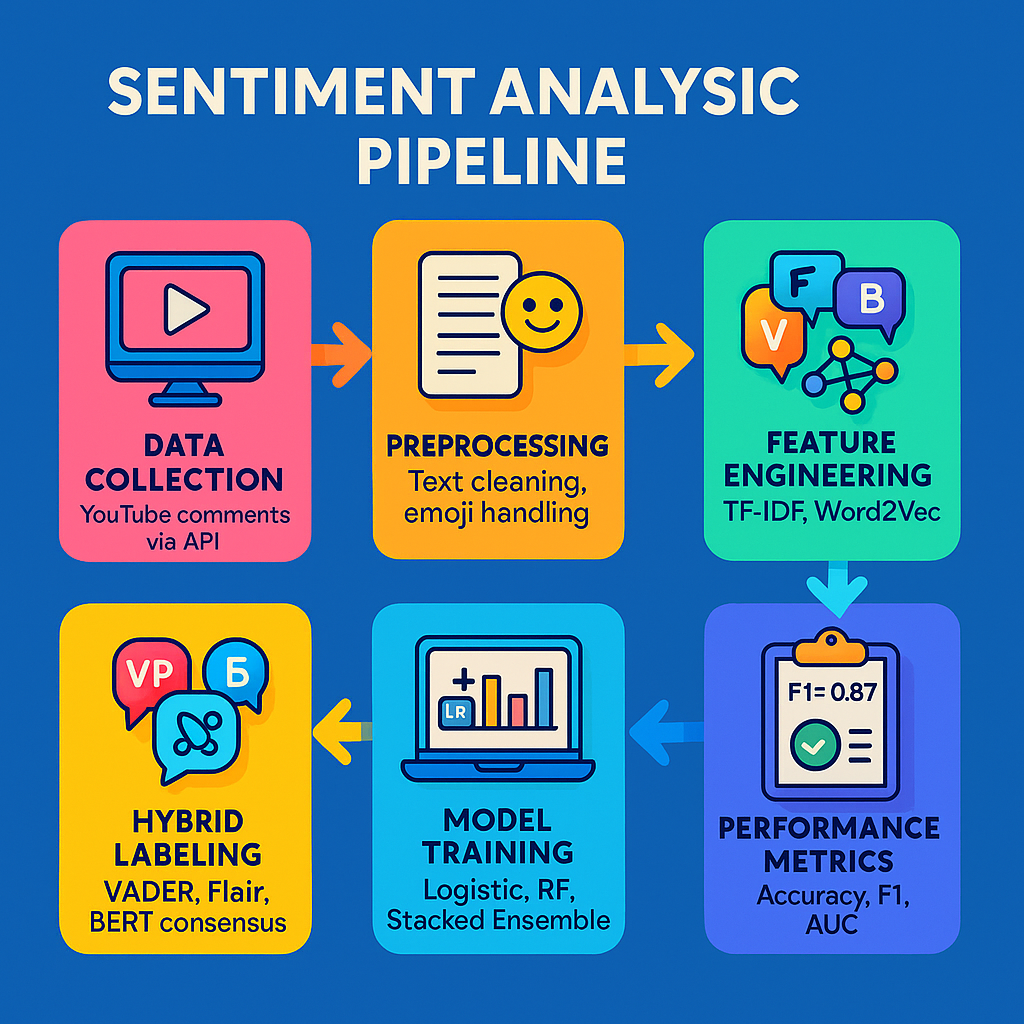 SENTIMENT ANALYSIC
PIPELINE
DATA
COLLECTION
YouTube comments
via API
PREPROCESSING
Text cleaning,
emoji handling
F
B
V
FEATURE
ENGINEERING
TF-IDF, Word2Vec
VP
Б
HYBRID
LABELING
VADER, Flair,
BERT consensus
+
LR
MODEL
TRAINING
Logistic, RF,
Stacked Ensemble
F1= 0.87
PERFORMANCE
METRICS
Accuracy, F1,
AUC